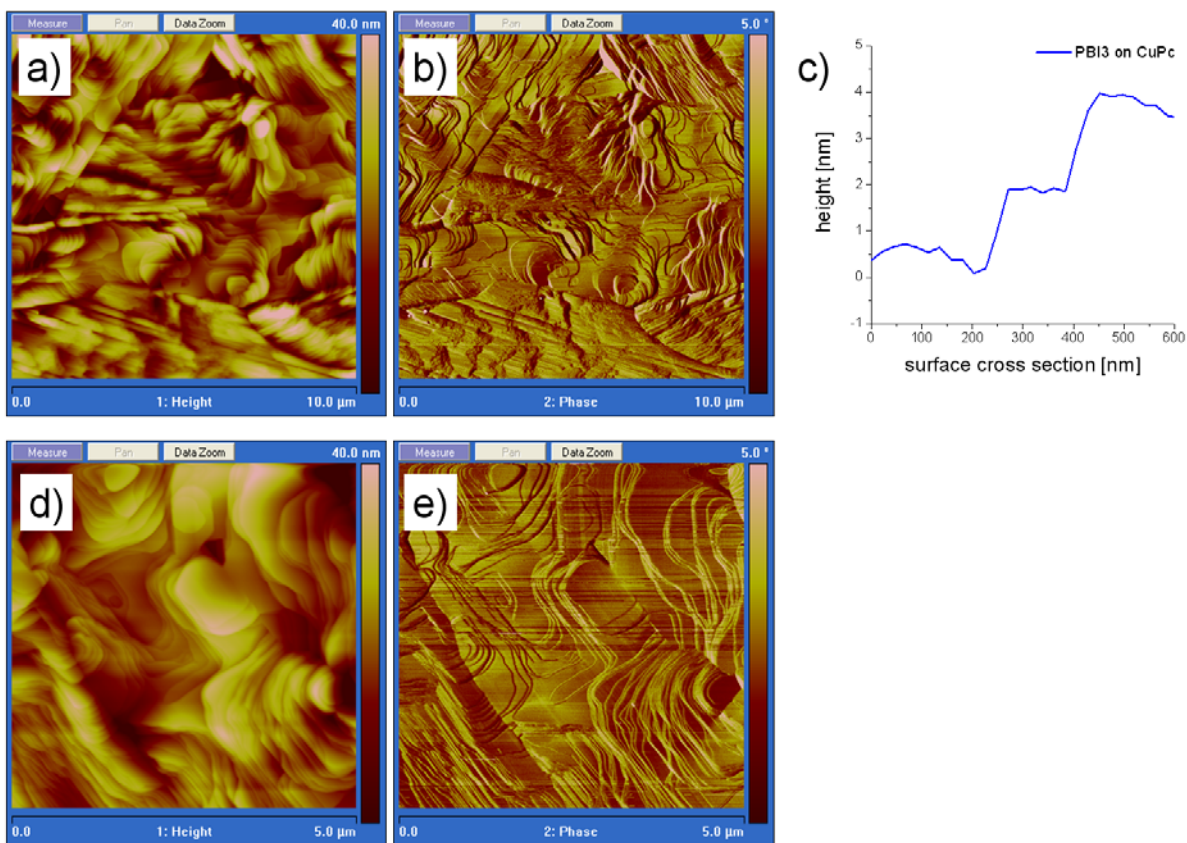 Measure Pan Data Zoom 40.0 nm
a)
0.0 1: Height 10.0 µm
Measure Pan Data Zoom 5.0 °
b)
0.0 2: Phase 10.0 µm
c)
PBI3 on CuPc
5
4
3
2
1
0
-1
height [nm]
0 100 200 300 400 500 600
surface cross section [nm]
Measure Pan Data Zoom 40.0 nm
d)
0.0 1: Height 5.0 µm
Measure Pan Data Zoom 5.0 °
e)
0.0 2: Phase 5.0 µm